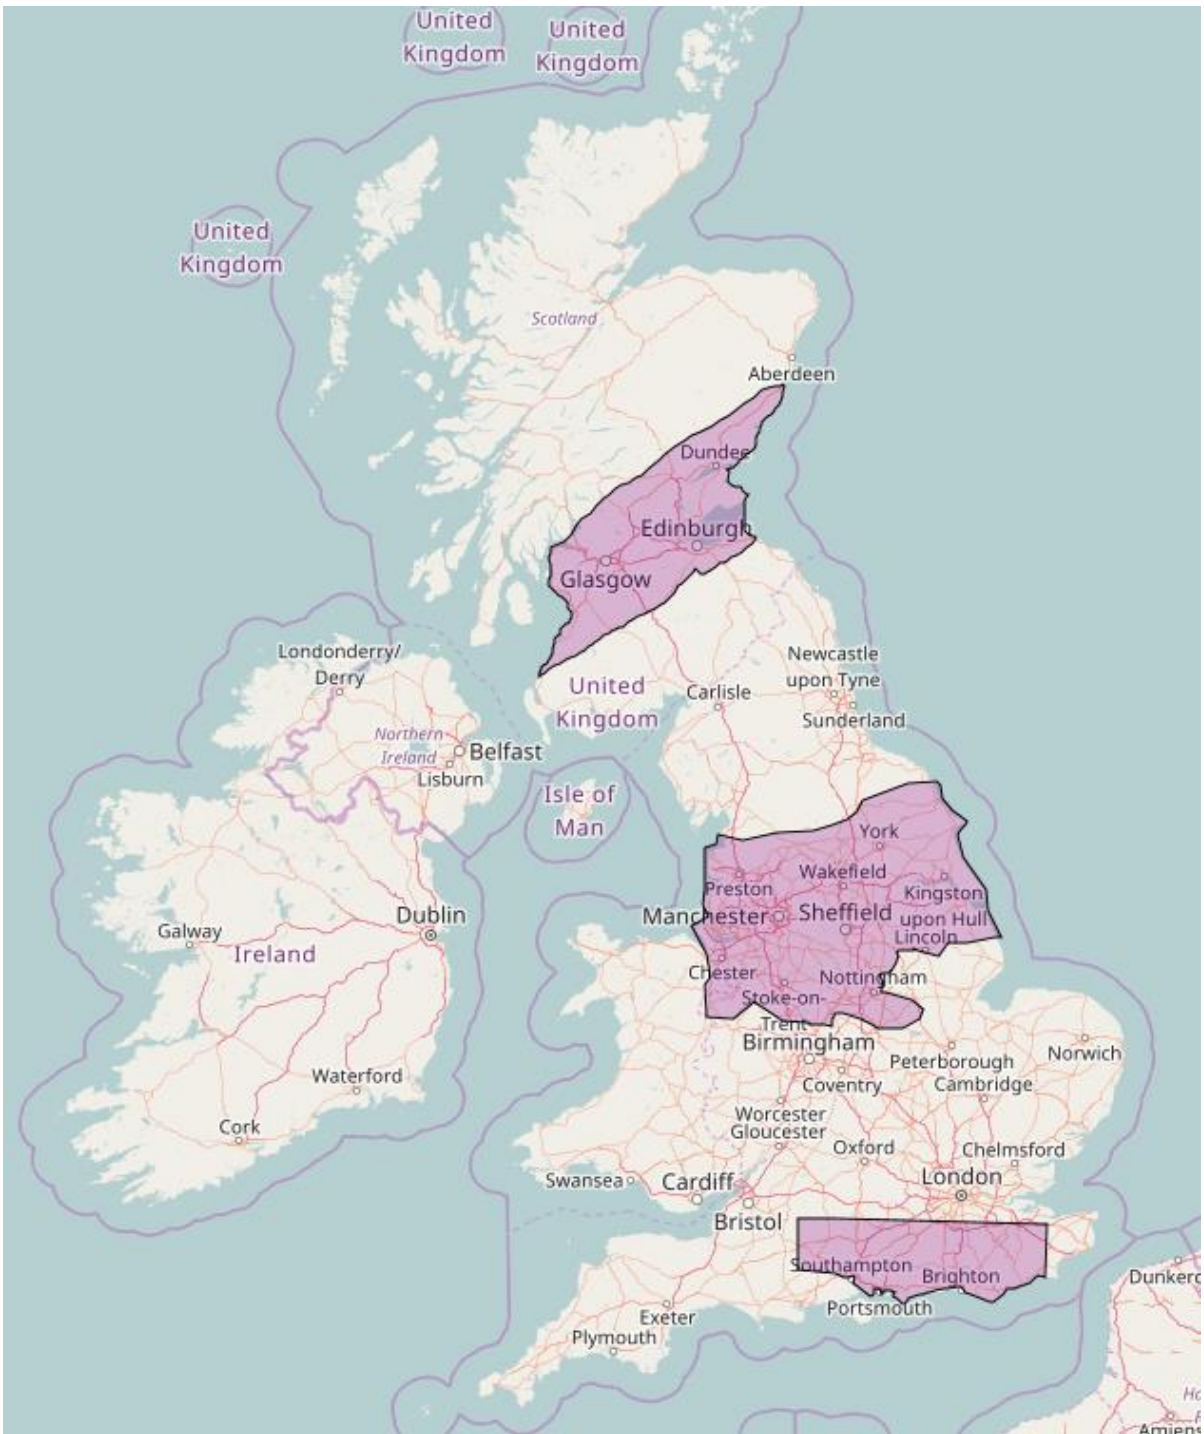 United
Kingdom
United
Kingdom
United
Kingdom
Scotland
Aberdeen
Dundee
Edinburgh
Glasgow
Londonderry/
Derry
Newcastle
upon Tyne
United
Kingdom
Carlisle
Sunderland
Northern
Ireland
Belfast
Lisburn
Isle of
Man
York
Wakefield
Preston
Kingston
upon Hull
Manchester
Sheffield
Dublin
Galway
Ireland
Lincoln
Chester
Nottingham
Stoke-on-
Trent
Birmingham
Peterborough
Norwich
Coventry
Cambridge
Waterford
Cork
Worcester
Gloucester
Oxford
Chelmsford
Swansea
Cardiff
London
Bristol
Southampton
Brighton
Portsmouth
Exeter
Plymouth